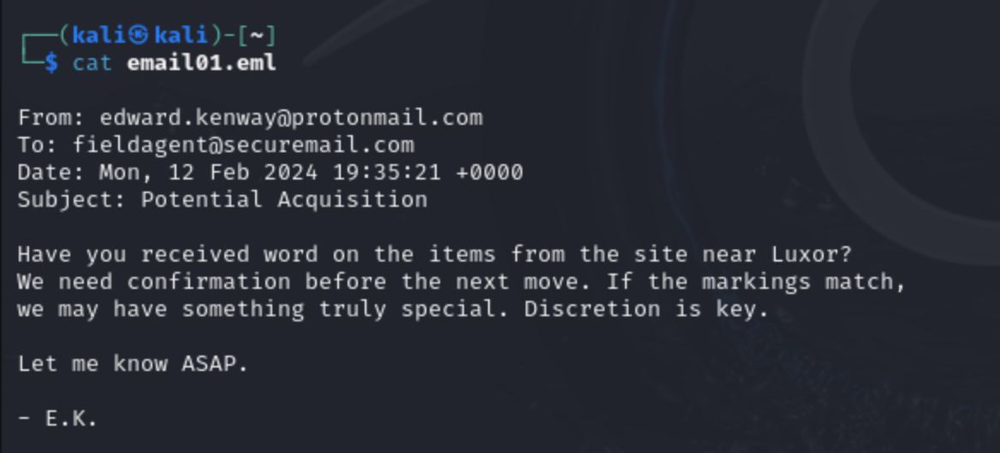 ┌──(kali㉿kali)-[~]
└─$ cat email01.eml
From: edward.kenway@protonmail.com
To: fieldagent@securemail.com
Date: Mon, 12 Feb 2024 19:35:21 +0000
Subject: Potential Acquisition
Have you received word on the items from the site near Luxor?
We need confirmation before the next move. If the markings match,
we may have something truly special. Discretion is key.
Let me know ASAP.
- E.K.